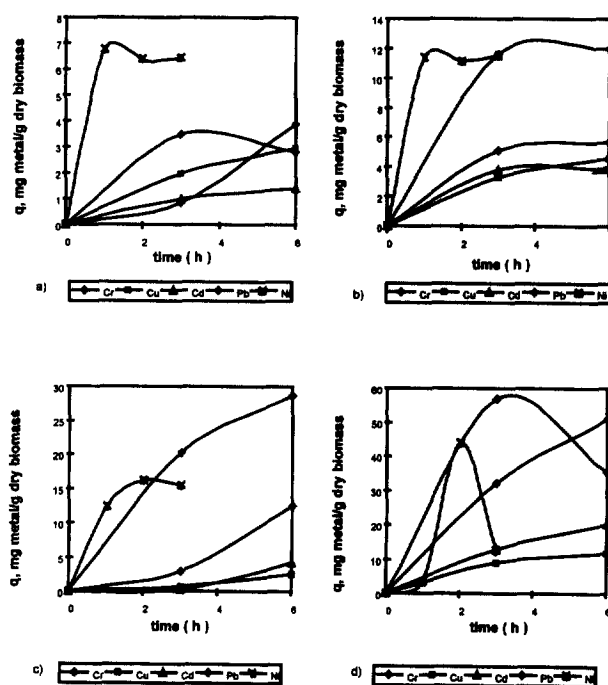 q, mg metal/g dry biomass
8
7
6
5
4
3
2
1
0
0 2 4 6
time ( h )
a) Cr Cu Cd Pb Ni
q, mg metal/g dry biomass
14
12
10
8
6
4
2
0
0 2 4 6
time ( h )
b) Cr Cu Cd Pb Ni
q, mg metal/g dry biomass
30
25
20
15
10
5
0
0 2 4 6
time ( h )
c) Cr Cu Cd Pb Ni
q, mg metal/g dry biomass
60
50
40
30
20
10
0
0 2 4 6
time ( h )
d) Cr Cu Cd Pb Ni